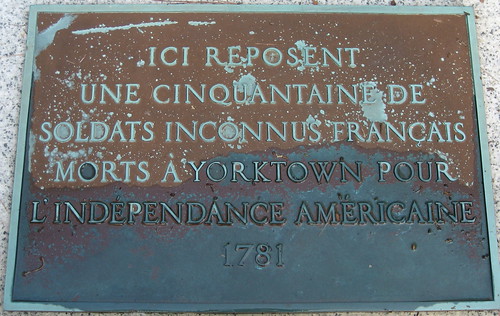 ICI REPOSENT
UNE CINQUANTAINE DE
SOLDATS INCONNUS FRANÇAIS
MORTS À YORKTOWN POUR
L'INDÉPENDANCE AMÉRICAINE
1781